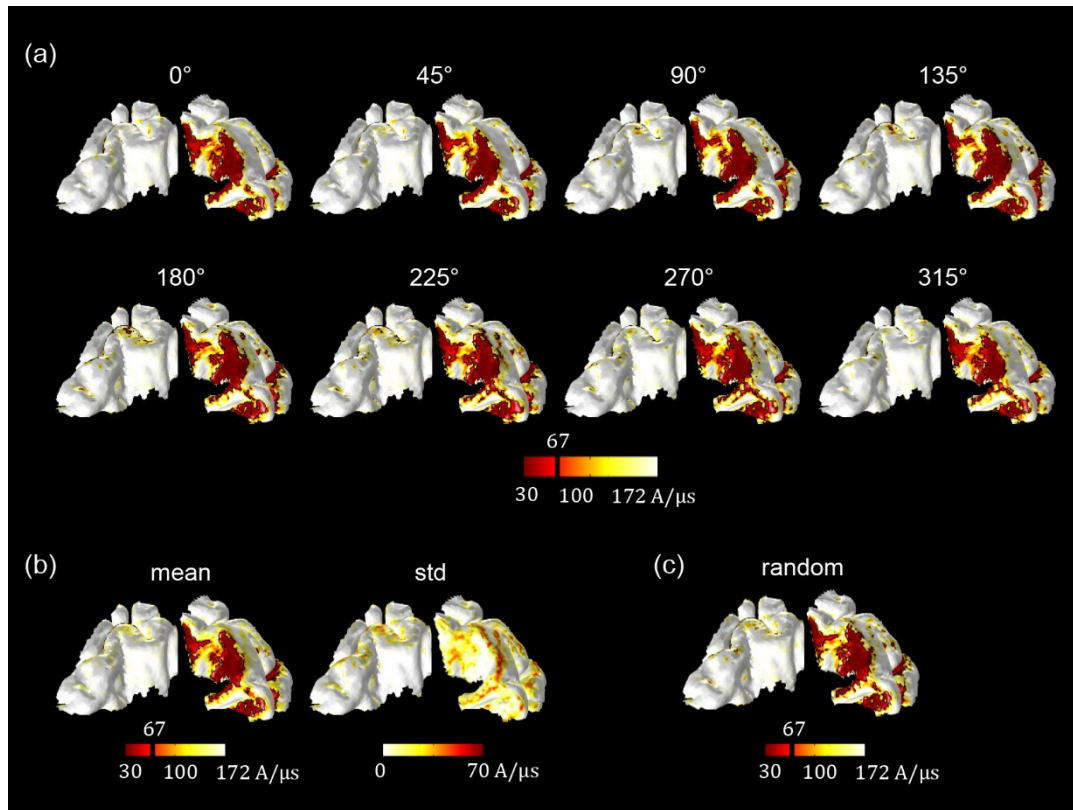 (a)
0° 45° 90° 135°
180° 225° 270° 315°
67
30 100 172 A/μs
(b) (c)
mean std random
67 67
30 100 172 A/μs 0 70 A/μs 30 100 172 A/μs